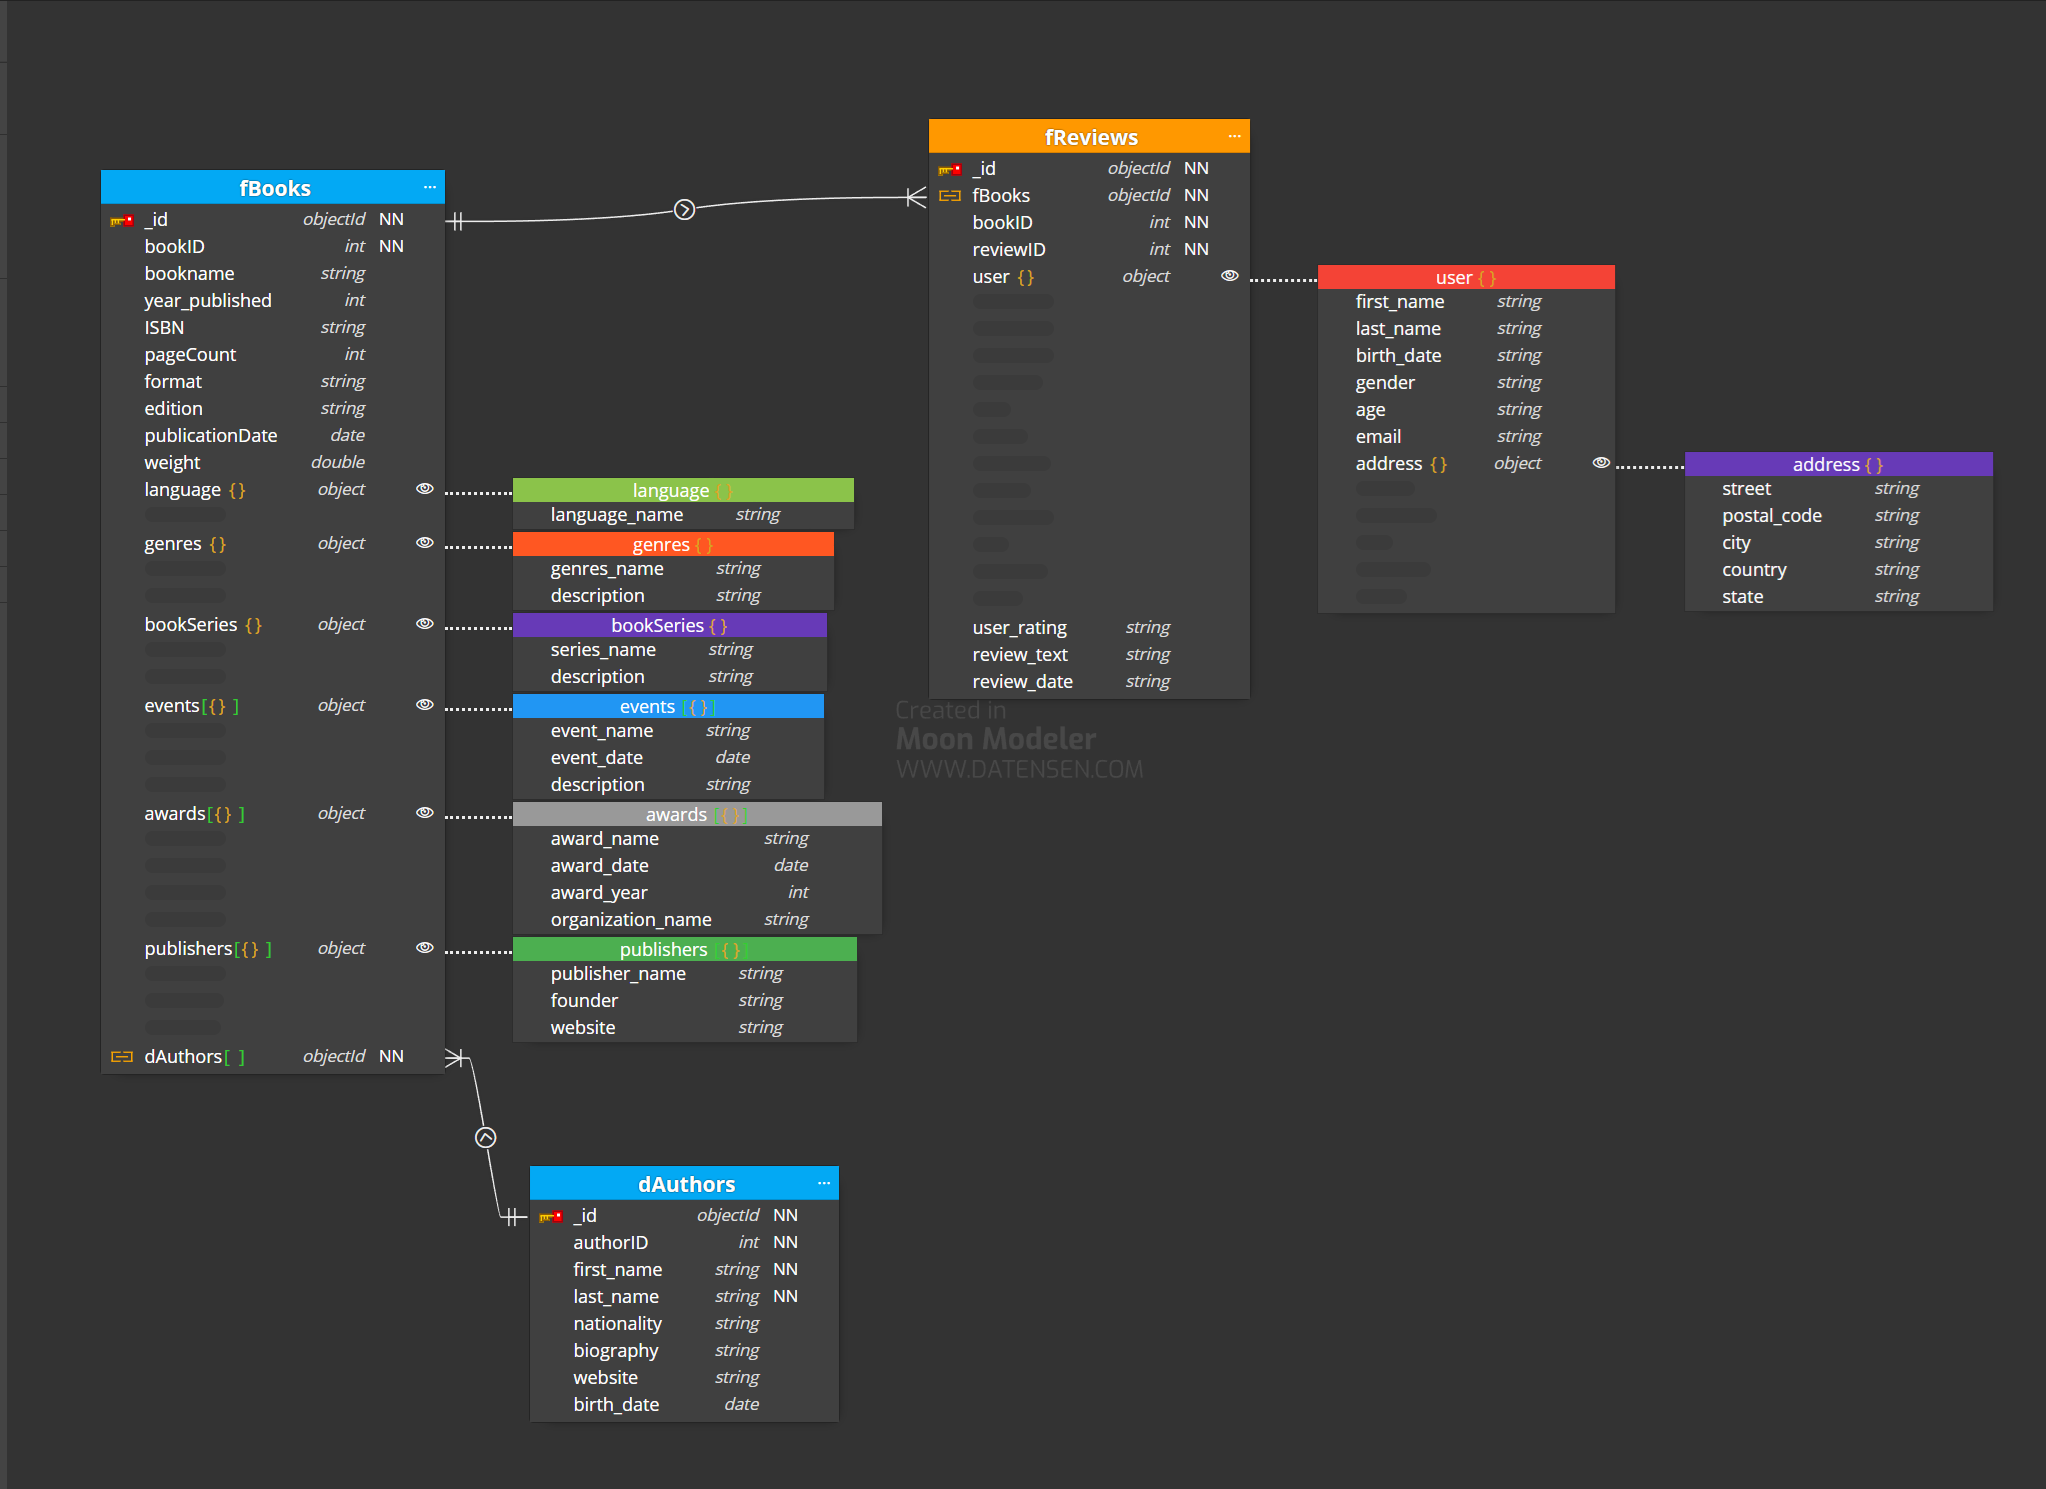 fBooks ...
_id objectId NN
bookID int NN
bookname string
year_published int
ISBN string
pageCount int
format string
edition string
publicationDate date
weight double
language {} object
genres {} object
bookSeries {} object
events[{} ] object
awards[{} ] object
publishers[{} ] object
dAuthors[ ] objectId NN
language { }
language_name string
genres { }
genres_name string
description string
bookSeries { }
series_name string
description string
events [{ }]
event_name string
event_date date
description string
awards [{ }]
award_name string
award_date date
award_year int
organization_name string
publishers [{ }]
publisher_name string
founder string
website string
fReviews ...
_id objectId NN
fBooks objectId NN
bookID int NN
reviewID int NN
user {} object
user_rating string
review_text string
review_date string
user { }
first_name string
last_name string
birth_date string
gender string
age string
email string
address {} object
address { }
street string
postal_code string
city string
country string
state string
Created in
Moon Modeler
WWW.DATENSEN.COM
dAuthors ...
_id objectId NN
authorID int NN
first_name string NN
last_name string NN
nationality string
biography string
website string
birth_date date